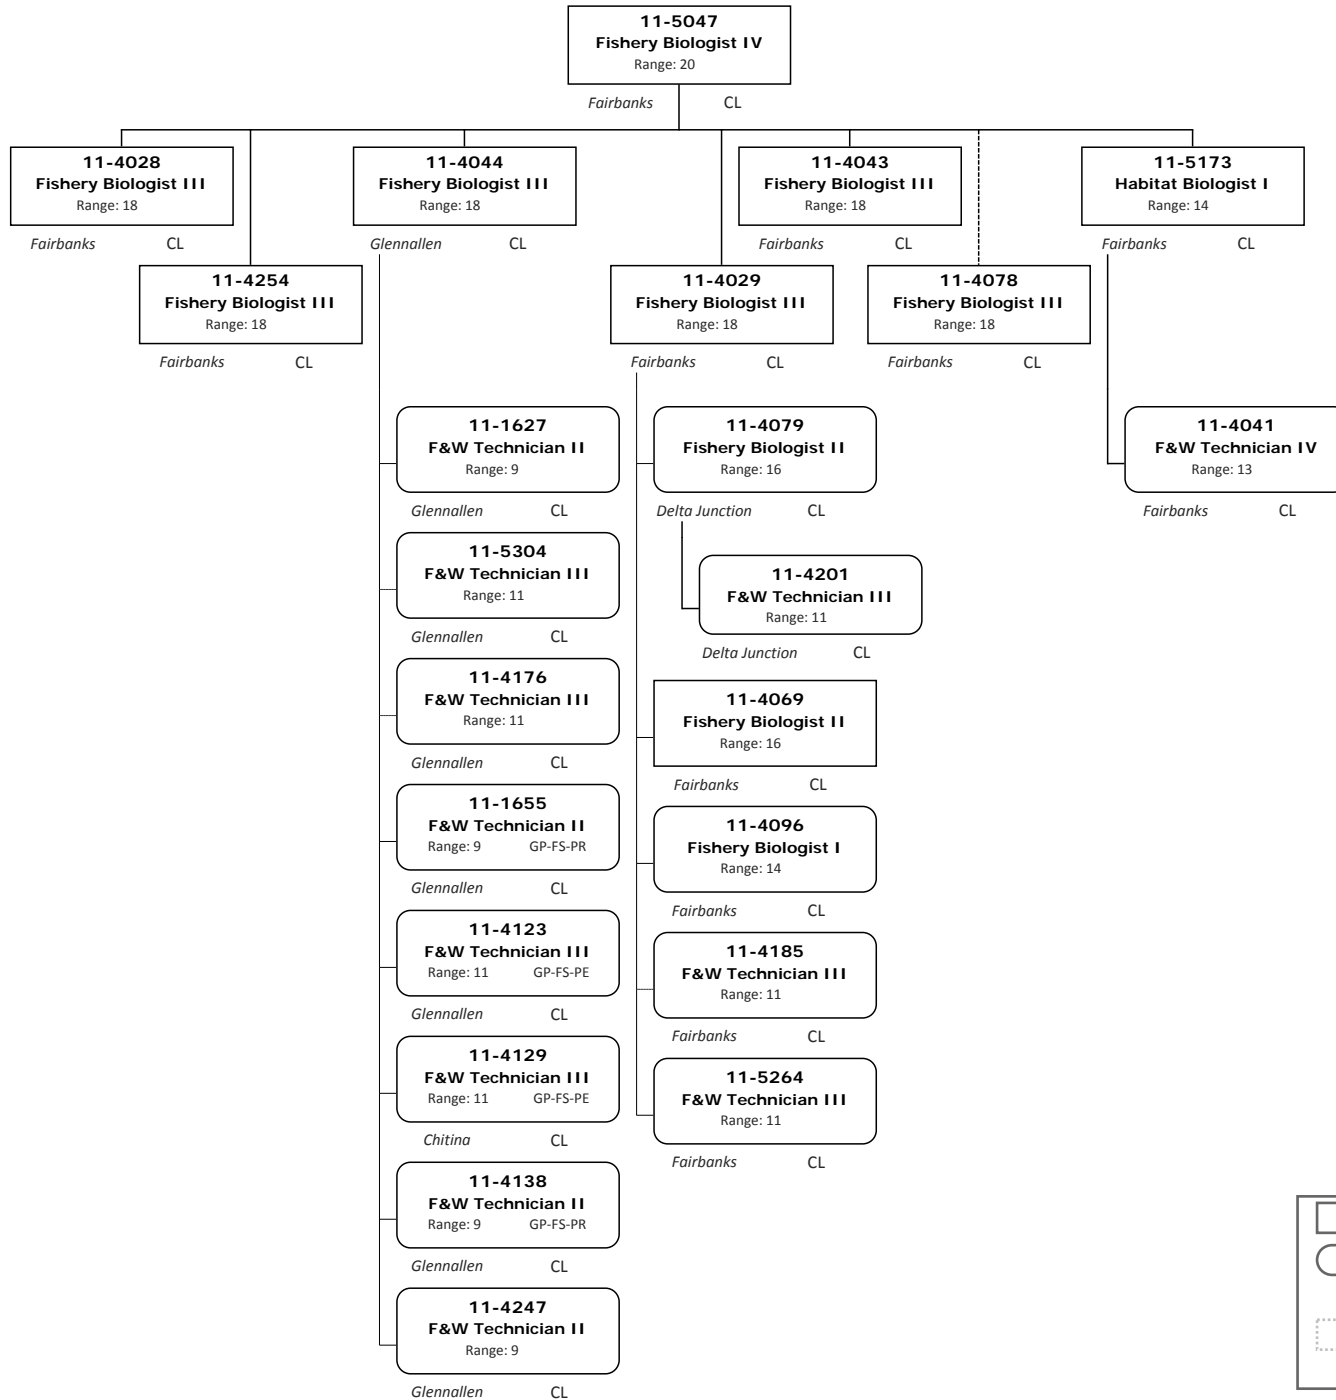 11-5047
Fishery Biologist IV
Range: 20
Fairbanks CL
11-4028
Fishery Biologist III
Range: 18
Fairbanks CL
11-4044
Fishery Biologist III
Range: 18
Glennallen CL
11-4043
Fishery Biologist III
Range: 18
Fairbanks CL
11-5173
Habitat Biologist I
Range: 14
Fairbanks CL
11-4254
Fishery Biologist III
Range: 18
Fairbanks CL
11-4029
Fishery Biologist III
Range: 18
Fairbanks CL
11-4078
Fishery Biologist III
Range: 18
Fairbanks CL
11-1627
F&W Technician II
Range: 9
Glennallen CL
11-5304
F&W Technician III
Range: 11
Glennallen CL
11-4176
F&W Technician III
Range: 11
Glennallen CL
11-1655
F&W Technician II
Range: 9 GP-FS-PR
Glennallen CL
11-4123
F&W Technician III
Range: 11 GP-FS-PE
Glennallen CL
11-4129
F&W Technician III
Range: 11 GP-FS-PE
Chitina CL
11-4138
F&W Technician II
Range: 9 GP-FS-PR
Glennallen CL
11-4247
F&W Technician II
Range: 9
Glennallen CL
11-4079
Fishery Biologist II
Range: 16
Delta Junction CL
11-4201
F&W Technician III
Range: 11
Delta Junction CL
11-4069
Fishery Biologist II
Range: 16
Fairbanks CL
11-4096
Fishery Biologist I
Range: 14
Fairbanks CL
11-4185
F&W Technician III
Range: 11
Fairbanks CL
11-5264
F&W Technician III
Range: 11
Fairbanks CL
11-4041
F&W Technician IV
Range: 13
Fairbanks CL